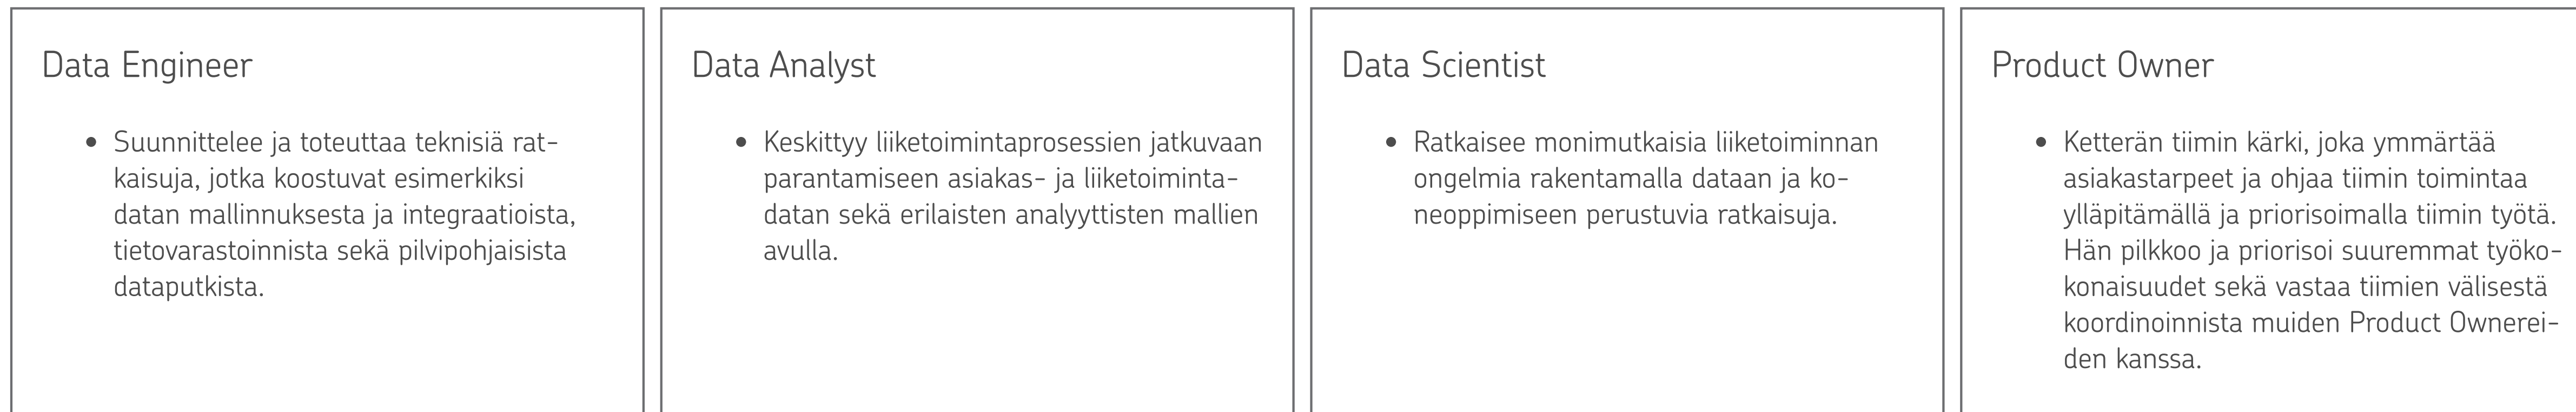 Data Engineer
• Suunnittelee ja toteuttaa teknisiä rat-
kaisuja, jotka koostuvat esimerkiksi
datan mallinnuksesta ja integraatioista,
tietovarastoinnista sekä pilvipohjaisista
dataputkista.
Data Analyst
• Keskittyy liiketoimintaprosessien jatkuvaan
parantamiseen asiakas- ja liiketoiminta-
datan sekä erilaisten analyyttisten mallien
avulla.
Data Scientist
• Ratkaisee monimutkaisia liiketoiminnan
ongelmia rakentamalla dataan ja ko-
neoppimiseen perustuvia ratkaisuja.
Product Owner
• Ketterän tiimin kärki, joka ymmärtää
asiakastarpeet ja ohjaa tiimin toimintaa
ylläpitämällä ja priorisoimalla tiimin työtä.
Hän pilkkoo ja priorisoi suuremmat työko-
konaisuudet sekä vastaa tiimien välisestä
koordinoinnista muiden Product Ownerei-
den kanssa.